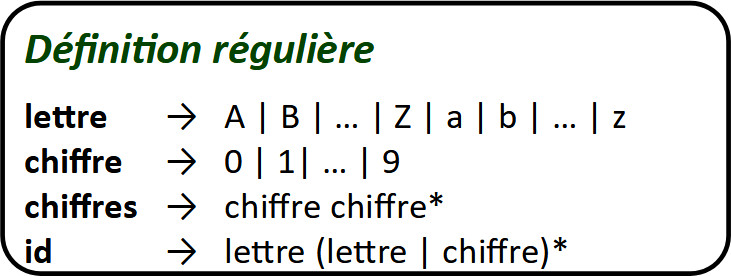 Définition régulière
lettre → A | B | … | Z | a | b | … | z
chiffre → 0 | 1| … | 9
chiffres → chiffre chiffre*
id → lettre (lettre | chiffre)*